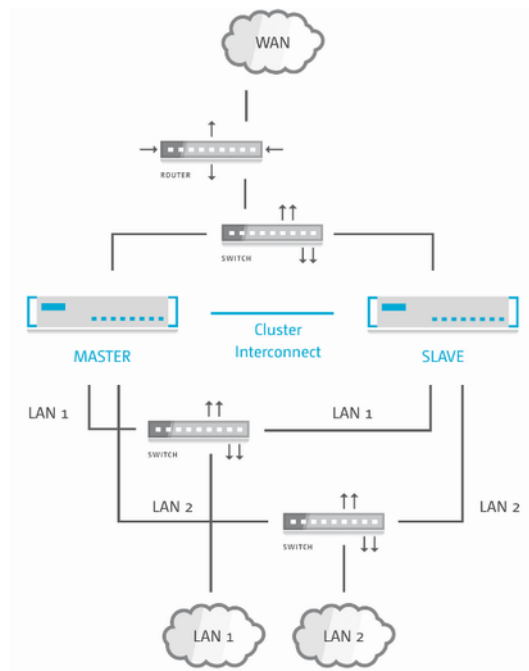 WAN
ROUTER
SWITCH
Cluster
Interconnect
MASTER
SLAVE
LAN 1
LAN 1
SWITCH
LAN 2
LAN 2
SWITCH
LAN 1
LAN 2